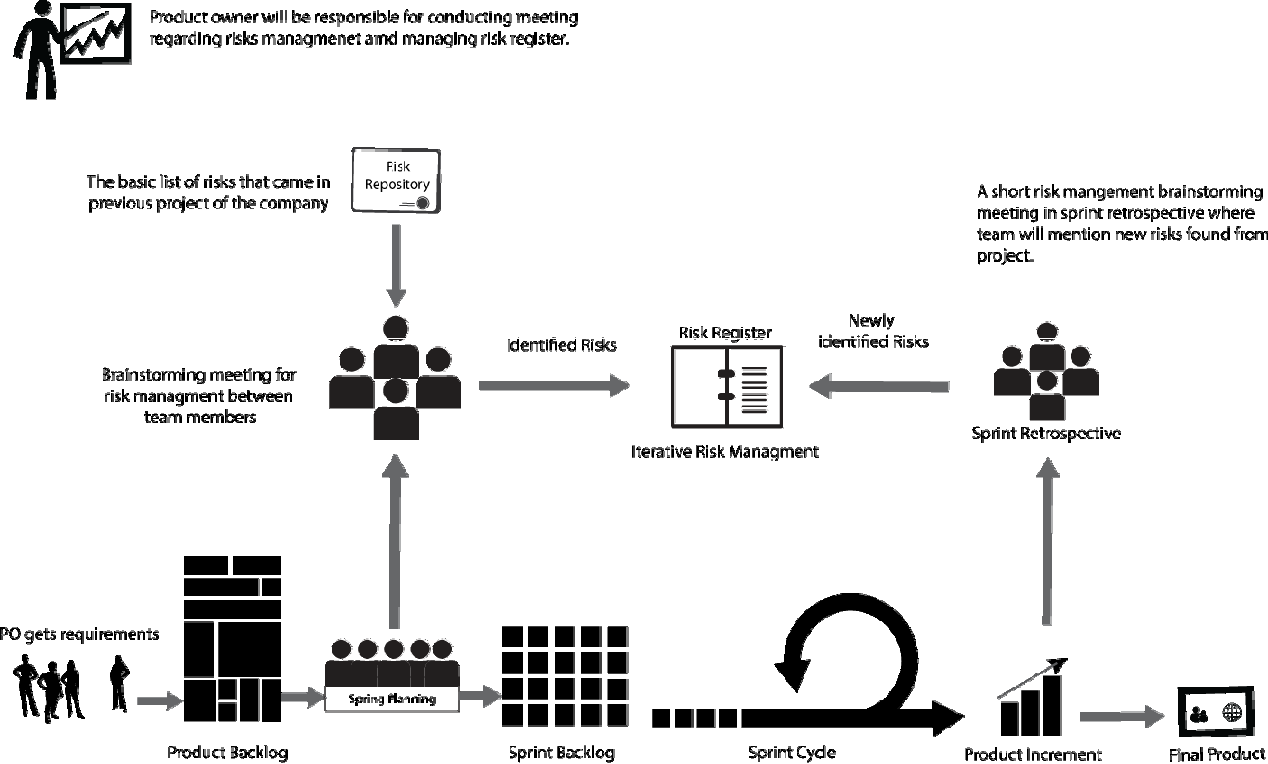 Product owner will be responsible for conducting meeting
regarding risks managmenet amd managing risk register.
Risk
Repository
The basic list of risks that came in
previous project of the company
A short risk mangement brainstorming
meeting in sprint retrospective where
team will mention new risks found from
project.
Identified Risks
Risk Register
Newly
identified Risks
Brainstorming meeting for
risk managment between
team members
Iterative Risk Managment
Sprint Retrospective
PO gets requirements
Spring Planning
Product Backlog
Sprint Backlog
Sprint Cycle
Product Increment
Final Product